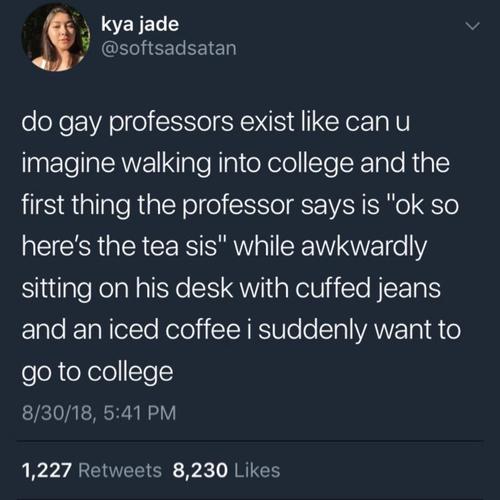 kya jade
@softsadsatan
do gay professors exist like can u
imagine walking into college and the
first thing the professor says is "ok so
here's the tea sis" while awkwardly
sitting on his desk with cuffed jeans
and an iced coffee i suddenly want to
go to college
8/30/18, 5:41 PM
1,227 Retweets 8,230 Likes